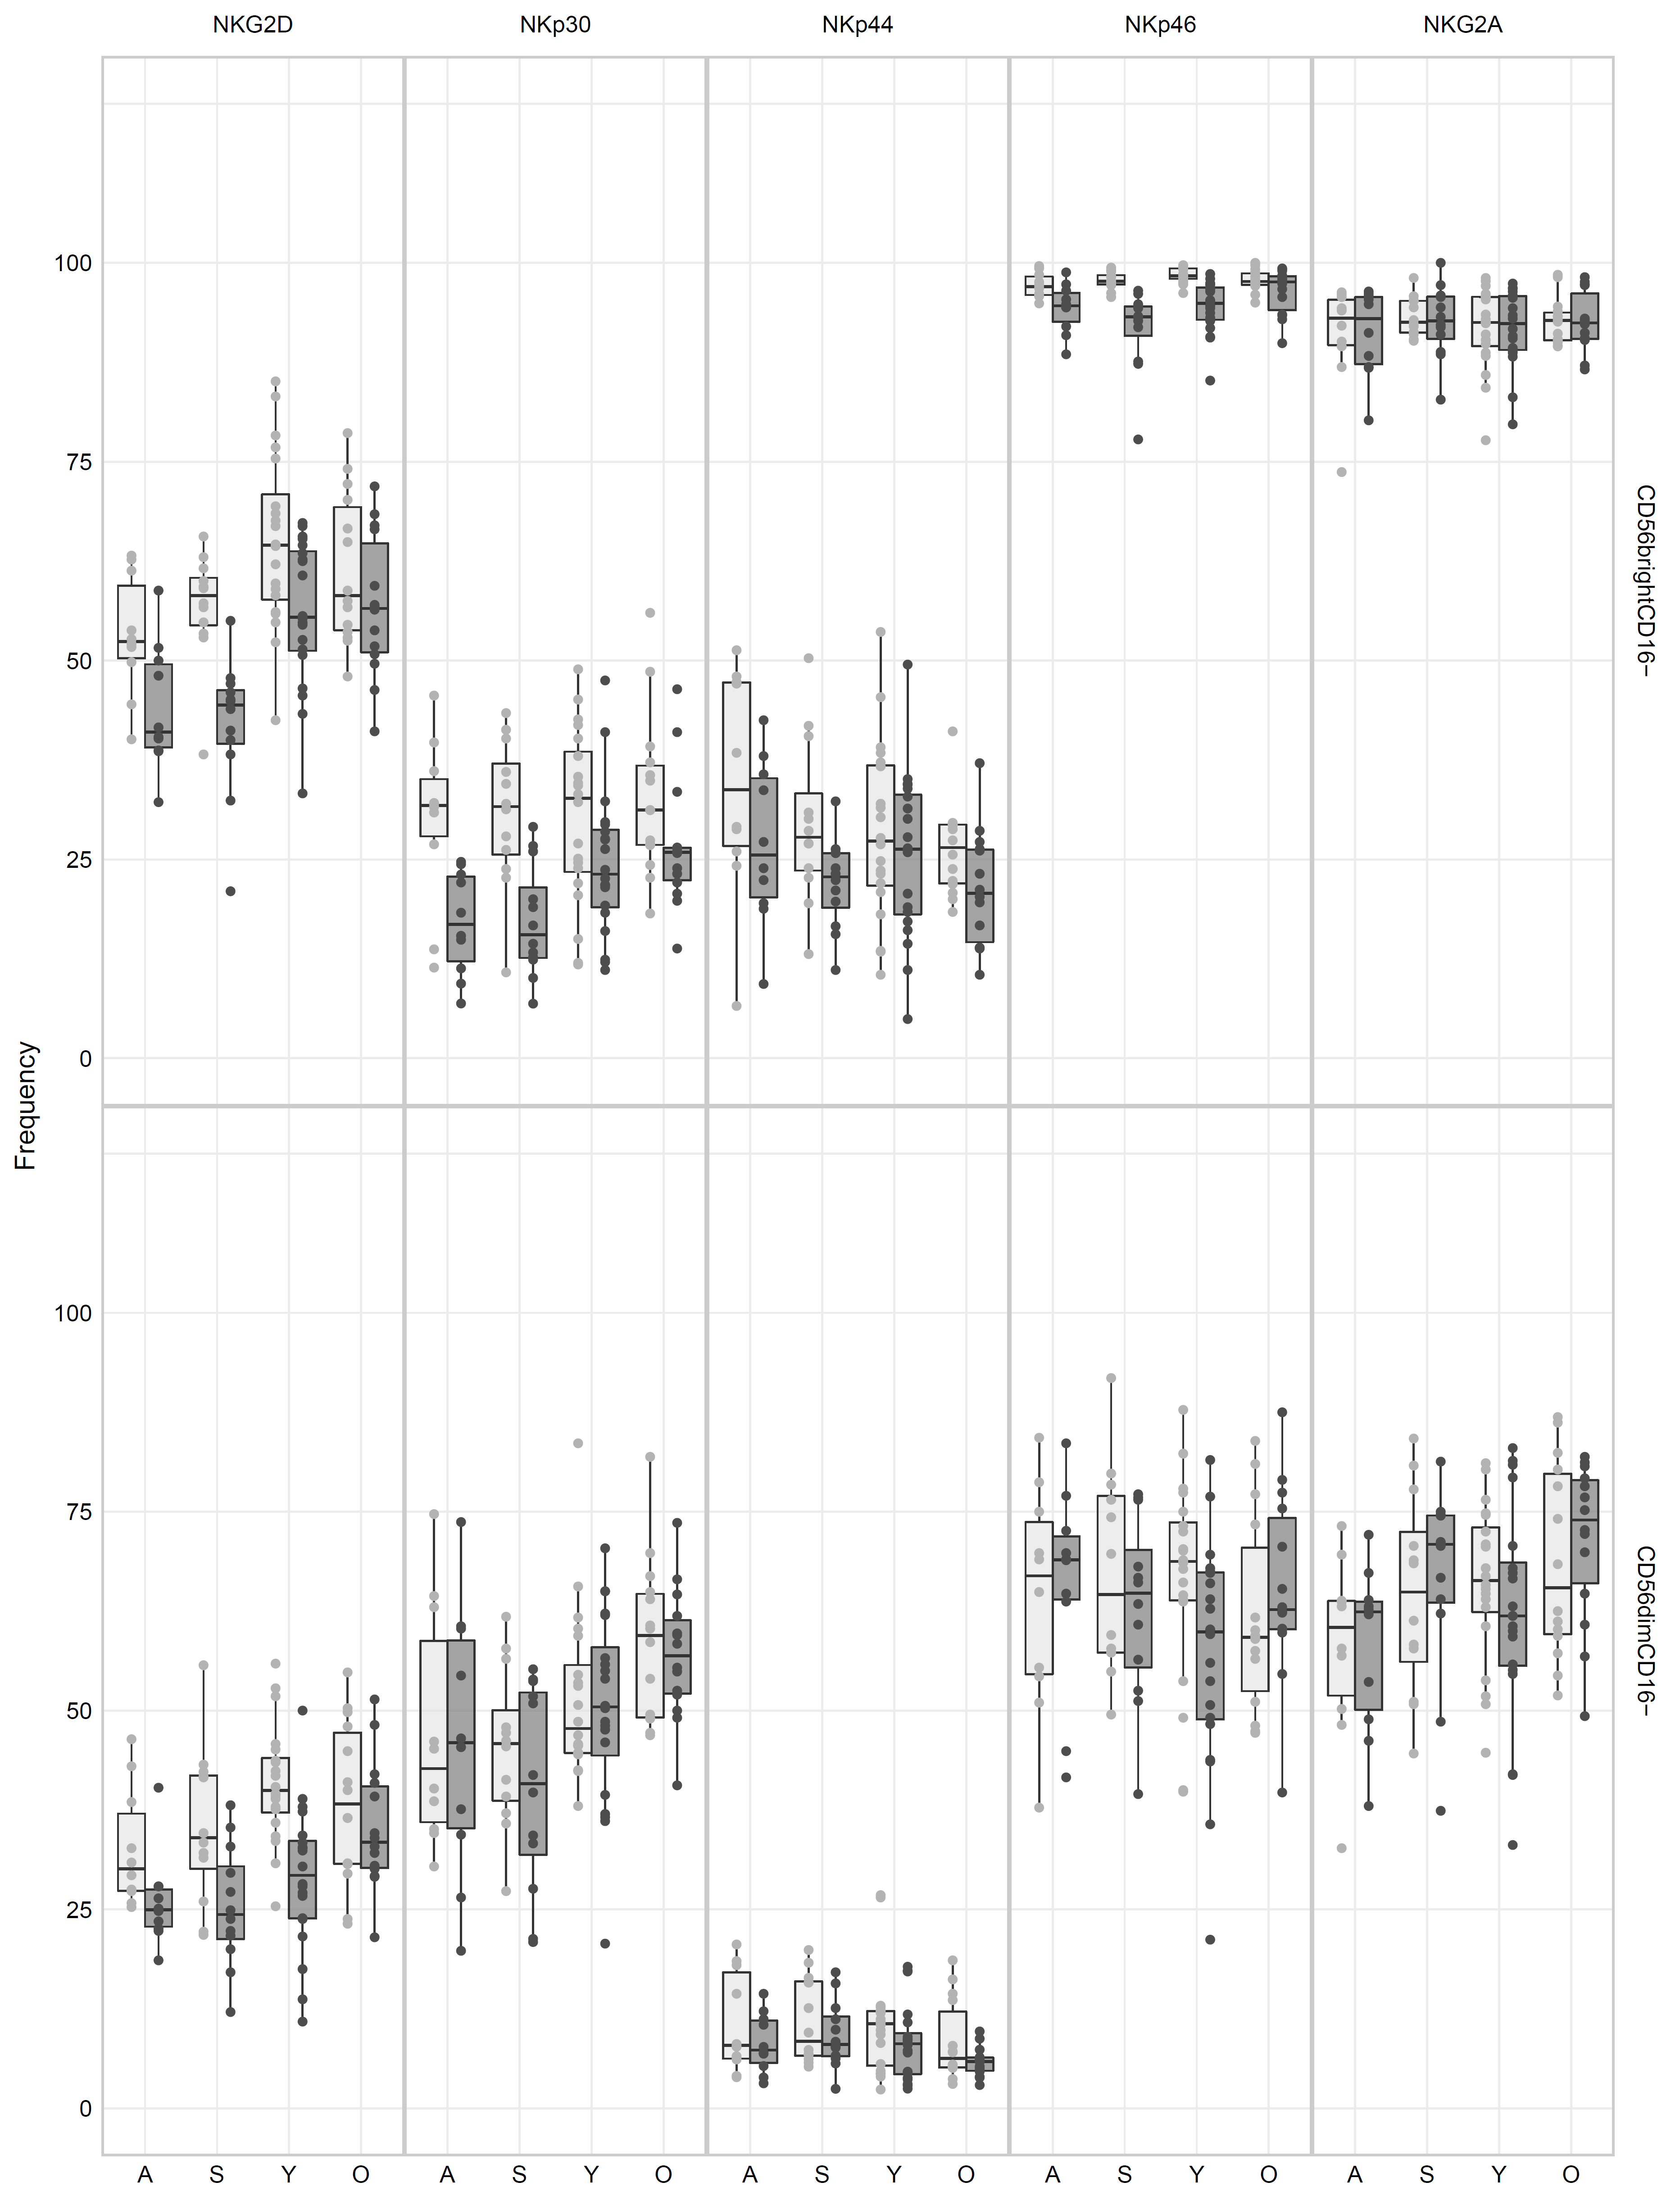 NKG2D NKp30 NKp44 NKp46 NKG2A
100
75
50
25
0
CD56brightCD16−
Frequency
100
75
50
25
0
CD56dimCD16−
A S Y O A S Y O A S Y O A S Y O A S Y O